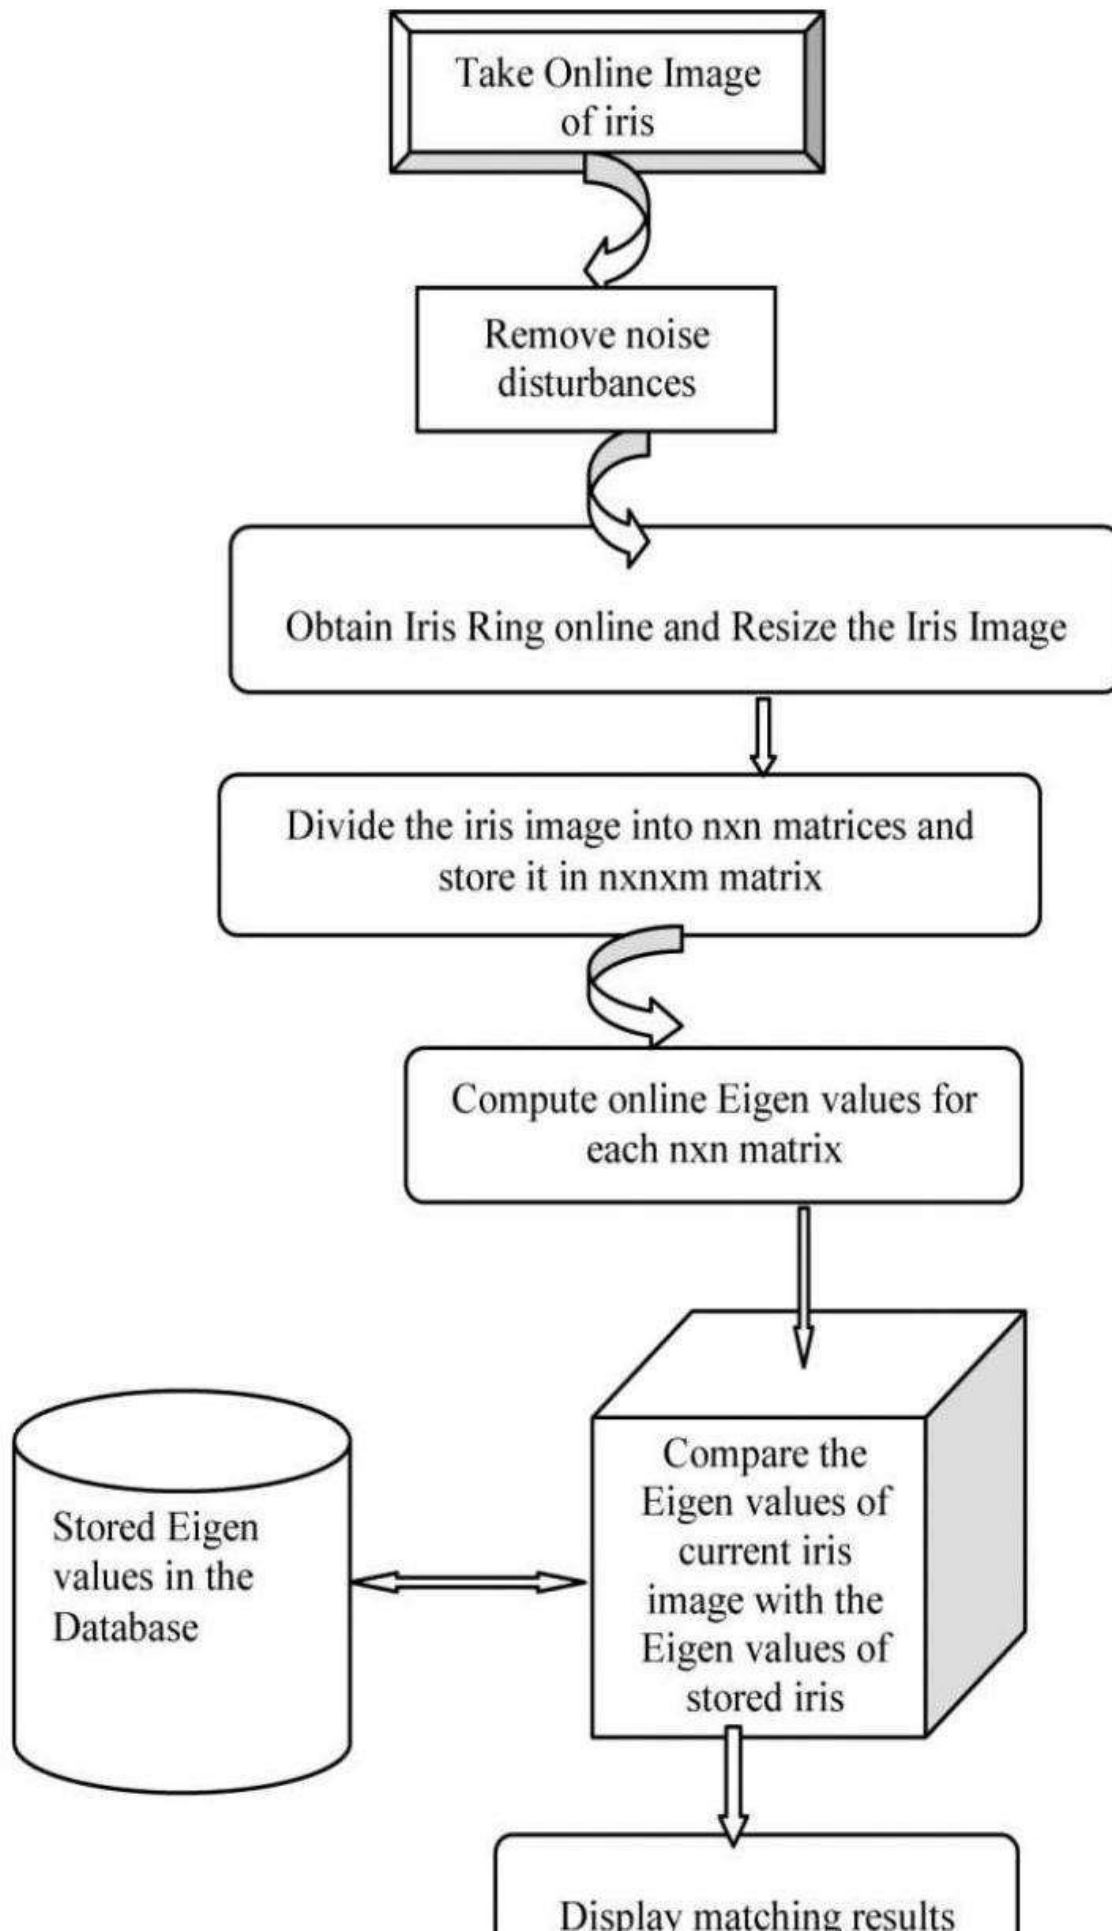 Take Online Image
of iris
Remove noise
disturbances
Obtain Iris Ring online and Resize the Iris Image
Divide the iris image into nxn matrices and
store it in nxnxm matrix
Compute online Eigen values for
each nxn matrix
Stored Eigen
values in the
Database
Compare the
Eigen values of
current iris
image with the
Eigen values of
stored iris
Display matching results